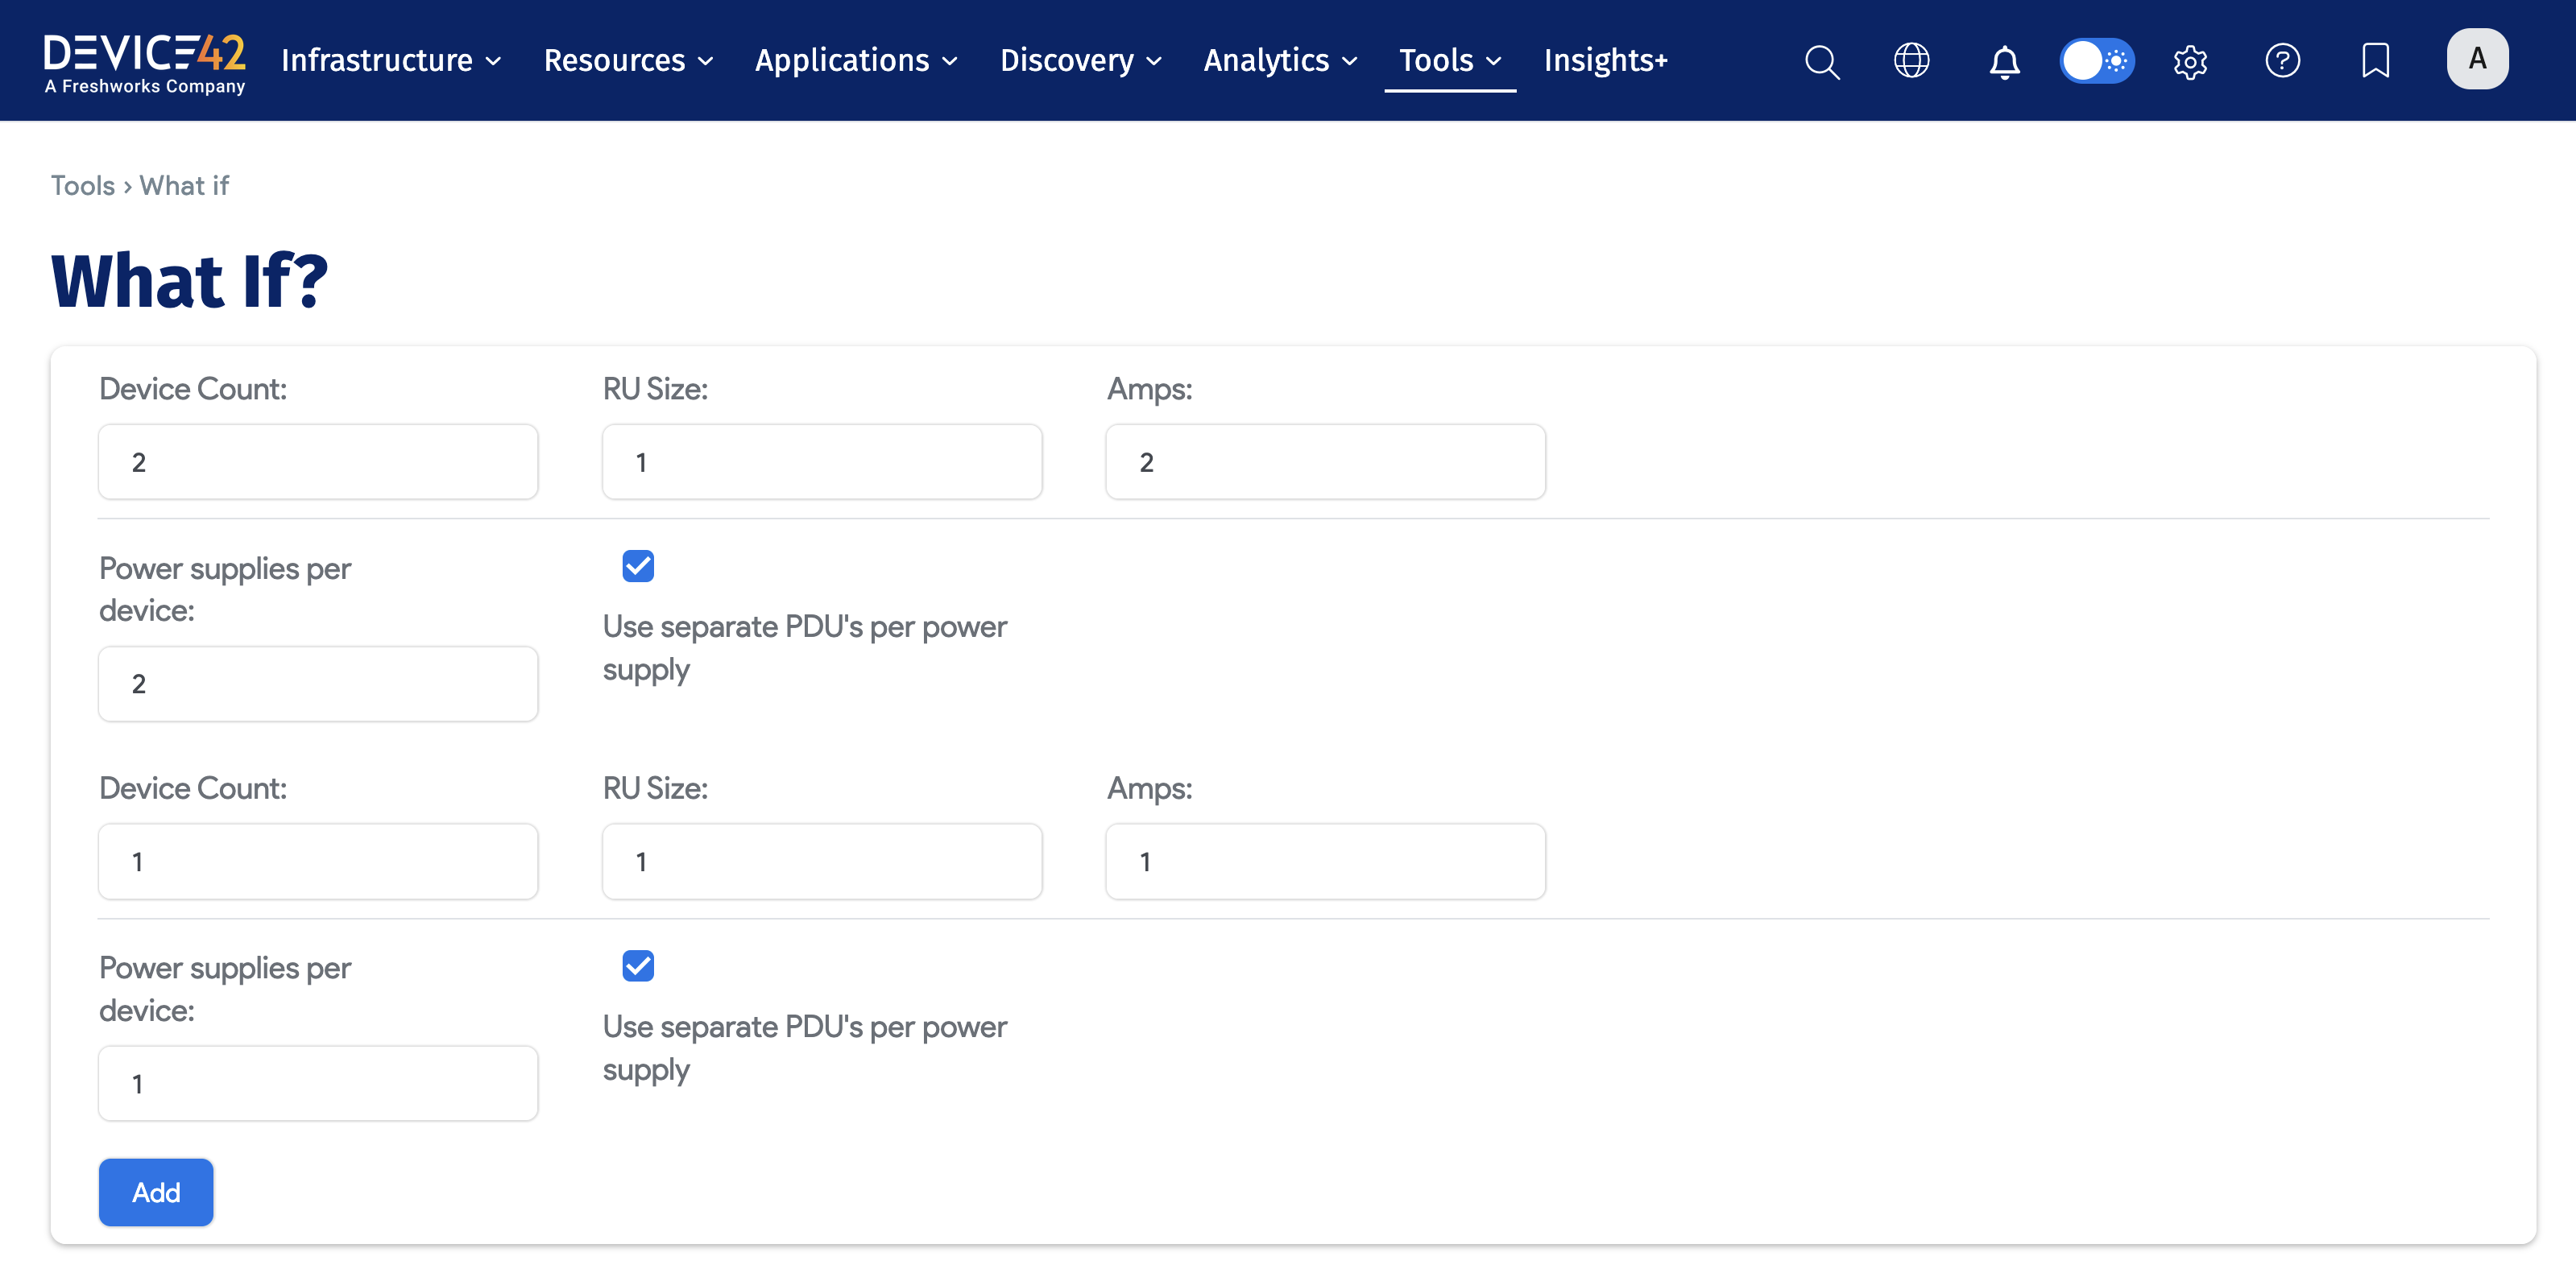 DEVICE42
A Freshworks Company
Infrastructure Resources Applications Discovery Analytics Tools Insights+
A
Tools › What if
What If?
Device Count: RU Size: Amps:
2 1 2
Power supplies per
device:
Use separate PDU's per power
supply
2
Device Count: RU Size: Amps:
1 1 1
Power supplies per
device:
Use separate PDU's per power
supply
1
Add